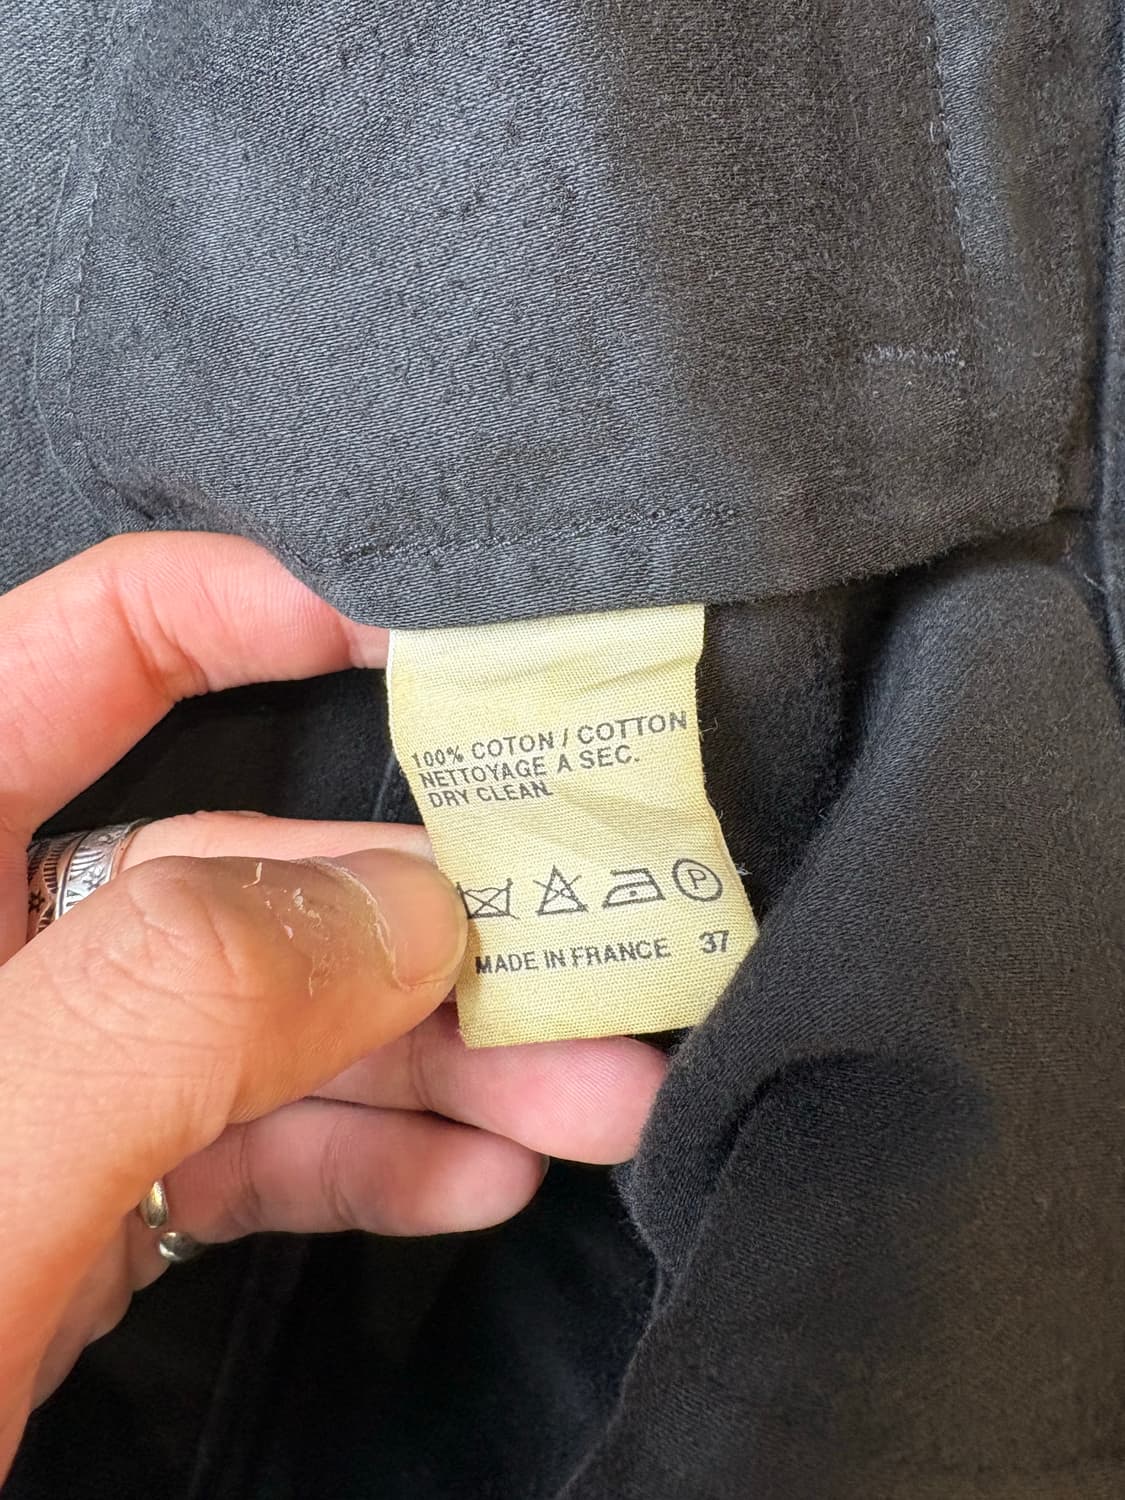 100% COTON / COTTON
NETTOYAGE A SEC.
DRY CLEAN.
P
MADE IN FRANCE 37